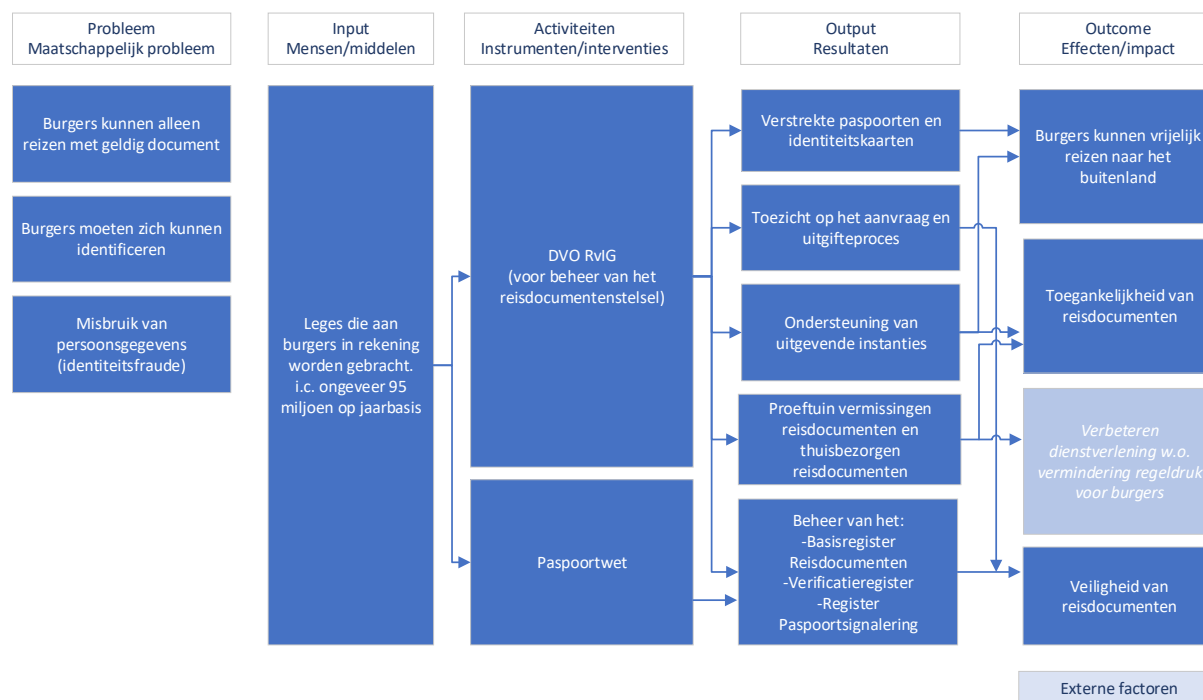 Probleem
Maatschappelijk probleem
Input
Mensen/middelen
Activiteiten
Instrumenten/interventies
Output
Resultaten
Outcome
Effecten/impact
Burgers kunnen alleen
reizen met geldig document
Burgers moeten zich kunnen
identificeren
Misbruik van
persoonsgegevens
(identiteitsfraude)
Leges die aan
burgers in rekening
worden gebracht.
i.c. ongeveer 95
miljoen op jaarbasis
DVO RvIG
(voor beheer van het
reisdocumentenstelsel)
Paspoortwet
Verstrekte paspoorten en
identiteitskaarten
Toezicht op het aanvraag en
uitgifteproces
Ondersteuning van
uitgevende instanties
Proeftuin vermissingen
reisdocumenten en
thuisbezorgen
reisdocumenten
Beheer van het:
-Basisregister
Reisdocumenten
-Verificatieregister
-Register
Paspoortsignalering
Burgers kunnen vrijelijk
reizen naar het
buitenland
Toegankelijkheid van
reisdocumenten
Verbeteren
dienstverlening w.o.
vermindering regeldruk
voor burgers
Veiligheid van
reisdocumenten
Externe factoren